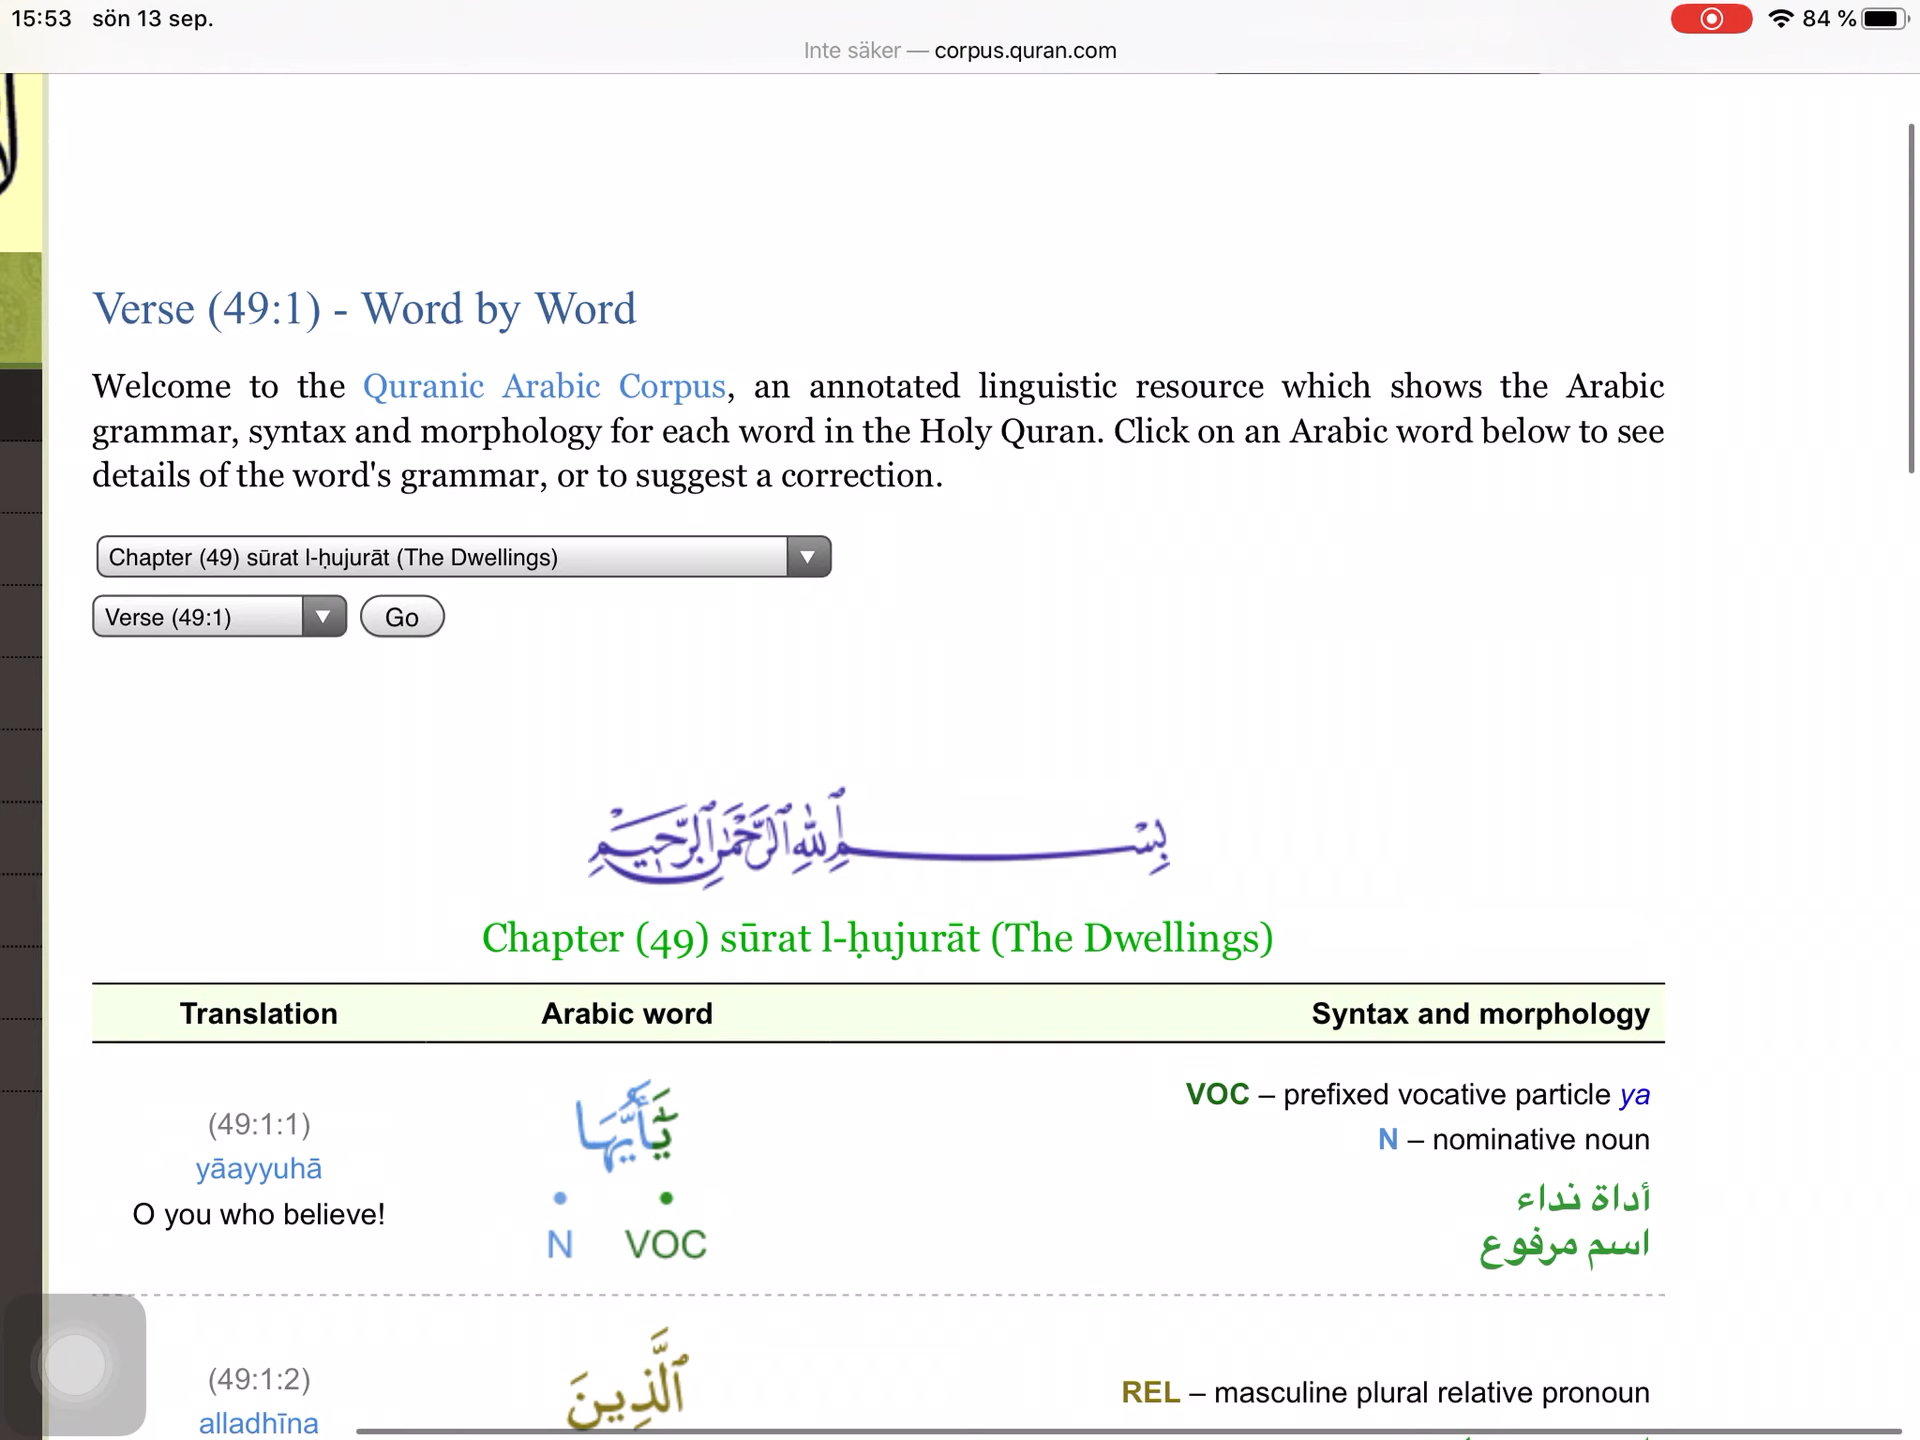 15:53 sön 13 sep.
84 %
Inte säker — corpus.quran.com
Verse (49:1) - Word by Word
Welcome to the Quranic Arabic Corpus, an annotated linguistic resource which shows the Arabic
grammar, syntax and morphology for each word in the Holy Quran. Click on an Arabic word below to see
details of the word's grammar, or to suggest a correction.
Chapter (49) sūrat l-ḥujurāt (The Dwellings)
Verse (49:1) Go
بِسْمِ ٱللَّهِ ٱلرَّحْمَٰنِ ٱلرَّحِيمِ
Chapter (49) sūrat l-ḥujurāt (The Dwellings)
Translation Arabic word Syntax and morphology
(49:1:1)
yāayyuhā
O you who believe!
يَٰٓأَيُّهَا
N VOC
VOC – prefixed vocative particle ya
N – nominative noun
أداة نداء
اسم مرفوع
(49:1:2)
alladhīna
ٱلَّذِينَ
REL – masculine plural relative pronoun